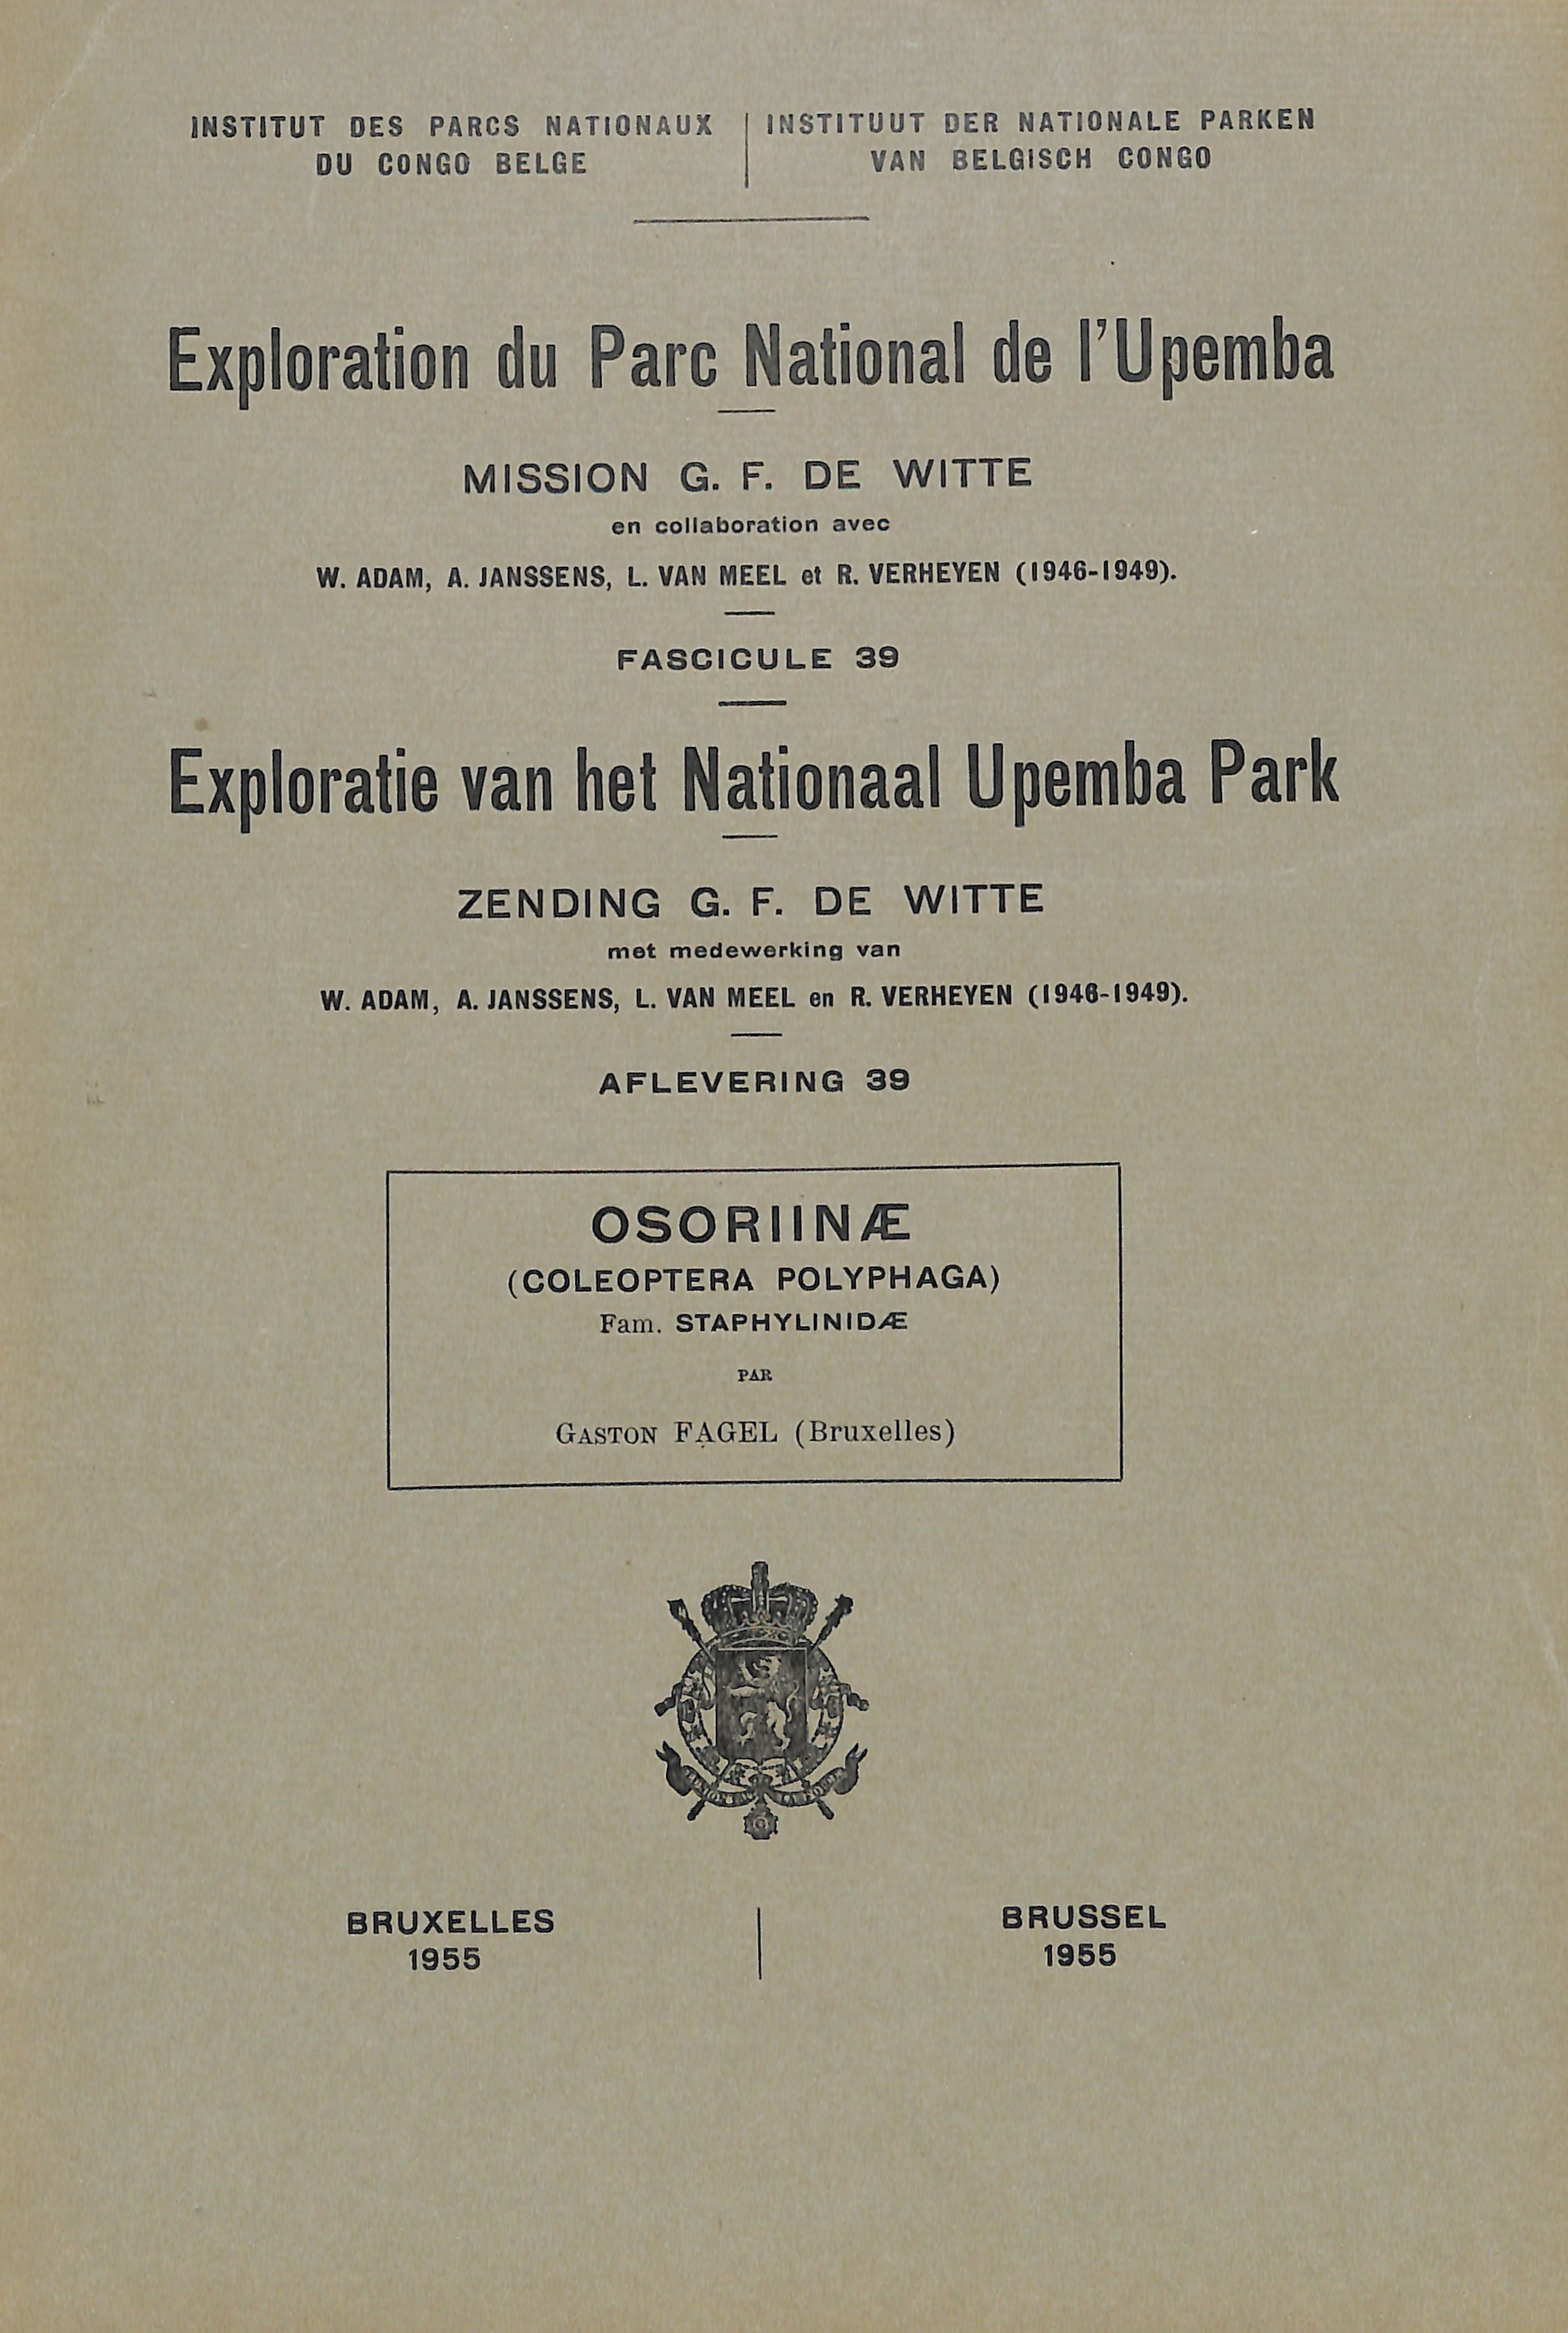 INSTITUT DES PARCS NATIONAUX
DU CONGO BELGE
INSTITUUT DER NATIONALE PARKEN
VAN BELGISCH CONGO
Exploration du Parc National de l'Upemba
MISSION G. F. DE WITTE
en collaboration avec
W. ADAM, A. JANSSENS, L. VAN MEEL et R. VERHEYEN (1946-1949).
FASCICULE 39
Exploratie van het Nationaal Upemba Park
ZENDING G. F. DE WITTE
met medewerking van
W. ADAM, A. JANSSENS, L. VAN MEEL en R. VERHEYEN (1946-1949).
AFLEVERING 39
OSORIINÆ
(COLEOPTERA POLYPHAGA)
Fam. STAPHYLINIDÆ
PAR
GASTON FAGEL (Bruxelles)
BRUXELLES
1955
BRUSSEL
1955